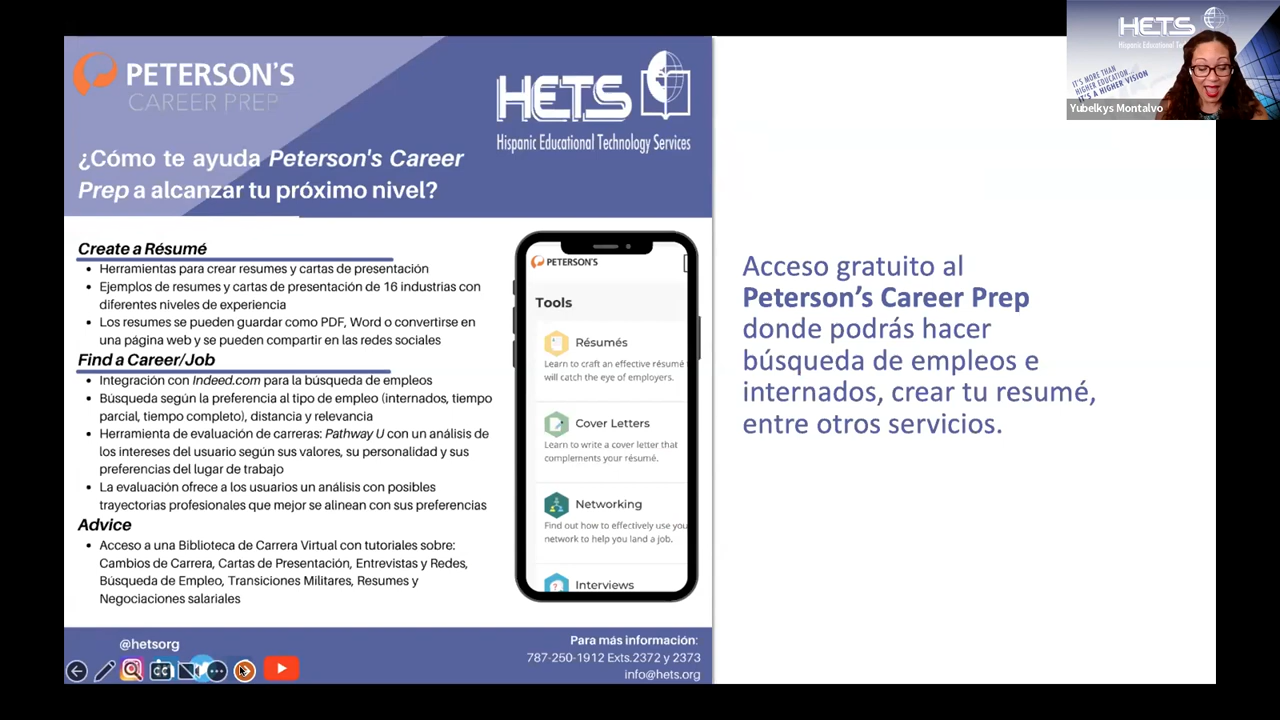 PETERSON'S
CAREER PREP
HETS
Hispanic Educational Technology Services
¿Cómo te ayuda Peterson's Career
Prep a alcanzar tu próximo nivel?
Create a Résumé
• Herramientas para crear resumes y cartas de presentación
• Ejemplos de resumes y cartas de presentación de 16 industrias con
diferentes niveles de experiencia
• Los resumes se pueden guardar como PDF, Word o convertirse en
una página web y se pueden compartir en las redes sociales
Find a Career/Job
• Integración con Indeed.com para la búsqueda de empleos
• Búsqueda según la preferencia al tipo de empleo (internados, tiempo
parcial, tiempo completo), distancia y relevancia
• Herramienta de evaluación de carreras: Pathway U con un análisis de
los intereses del usuario según sus valores, su personalidad y sus
preferencias del lugar de trabajo
• La evaluación ofrece a los usuarios un análisis con posibles
trayectorias profesionales que mejor se alinean con sus preferencias
Advice
• Acceso a una Biblioteca de Carrera Virtual con tutoriales sobre:
Cambios de Carrera, Cartas de Presentación, Entrevistas y Redes,
Búsqueda de Empleo, Transiciones Militares, Resumes y
Negociaciones salariales
PETERSON'S
Tools
Résumés
Learn to craft an effective résumé
will catch the eye of employers.
Cover Letters
Learn to write a cover letter that
complements your résumé.
Networking
Find out how to effectively use you
network to help you land a job.
Interviews
@hetsorg
CC
Para más información:
787-250-1912 Exts.2372 y 2373
info@hets.org
Acceso gratuito al
Peterson’s Career Prep
donde podrás hacer
búsqueda de empleos e
internados, crear tu resumé,
entre otros servicios.
HETS
Hispanic Educational
IT'S MORE THAN
HIGHER EDUCATION...
IT'S A HIGHER VISION
Yubelkys Montalvo